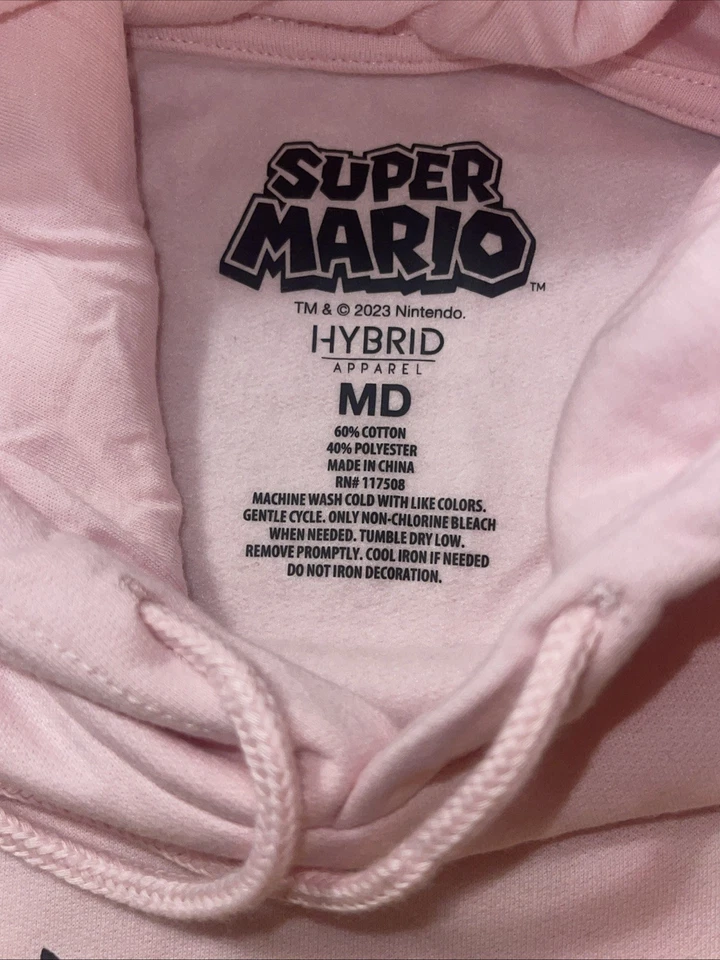 SUPER
MARIO™
TM & © 2023 Nintendo.
HYBRID
APPAREL
MD
60% COTTON
40% POLYESTER
MADE IN CHINA
RN# 117508
MACHINE WASH COLD WITH LIKE COLORS.
GENTLE CYCLE. ONLY NON-CHLORINE BLEACH
WHEN NEEDED. TUMBLE DRY LOW.
REMOVE PROMPTLY. COOL IRON IF NEEDED
DO NOT IRON DECORATION.